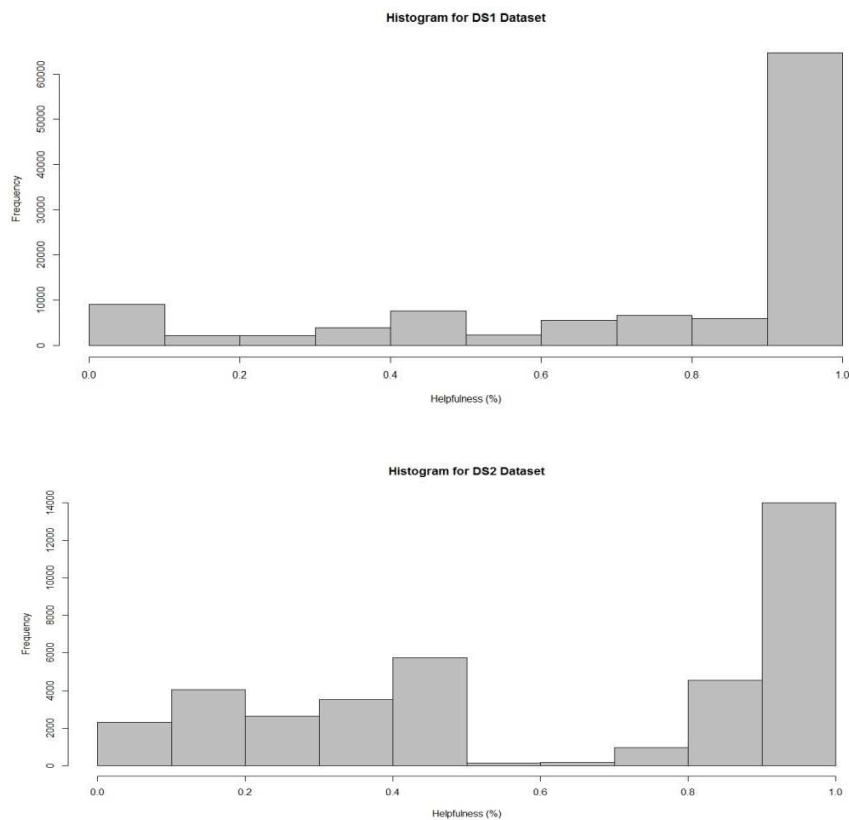 Histogram for DS1 Dataset
60000
50000
40000
30000
20000
10000
0
Frequency
0.0 0.2 0.4 0.6 0.8 1.0
Helpfulness (%)
Histogram for DS2 Dataset
14000
12000
10000
8000
6000
4000
2000
0
Frequency
0.0 0.2 0.4 0.6 0.8 1.0
Helpfulness (%)